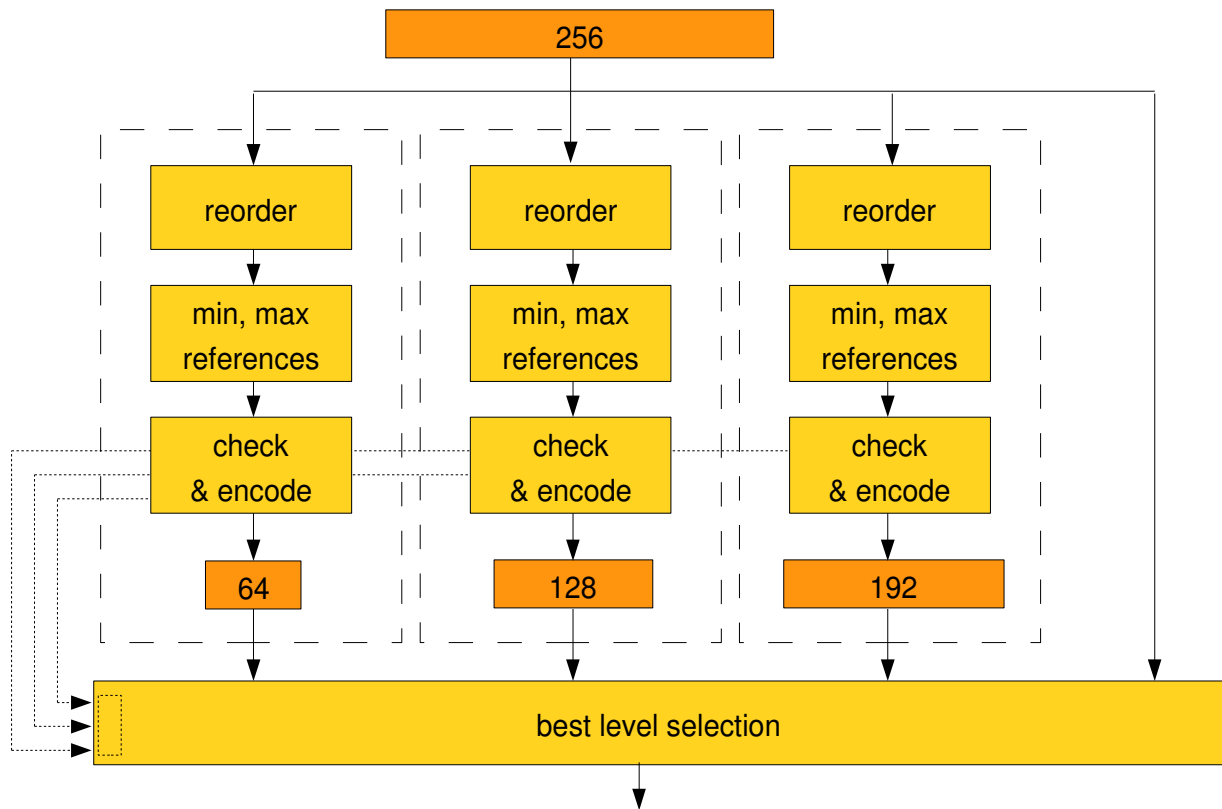 256
reorder
reorder
reorder
min, max
references
min, max
references
min, max
references
check
& encode
check
& encode
check
& encode
64
128
192
best level selection